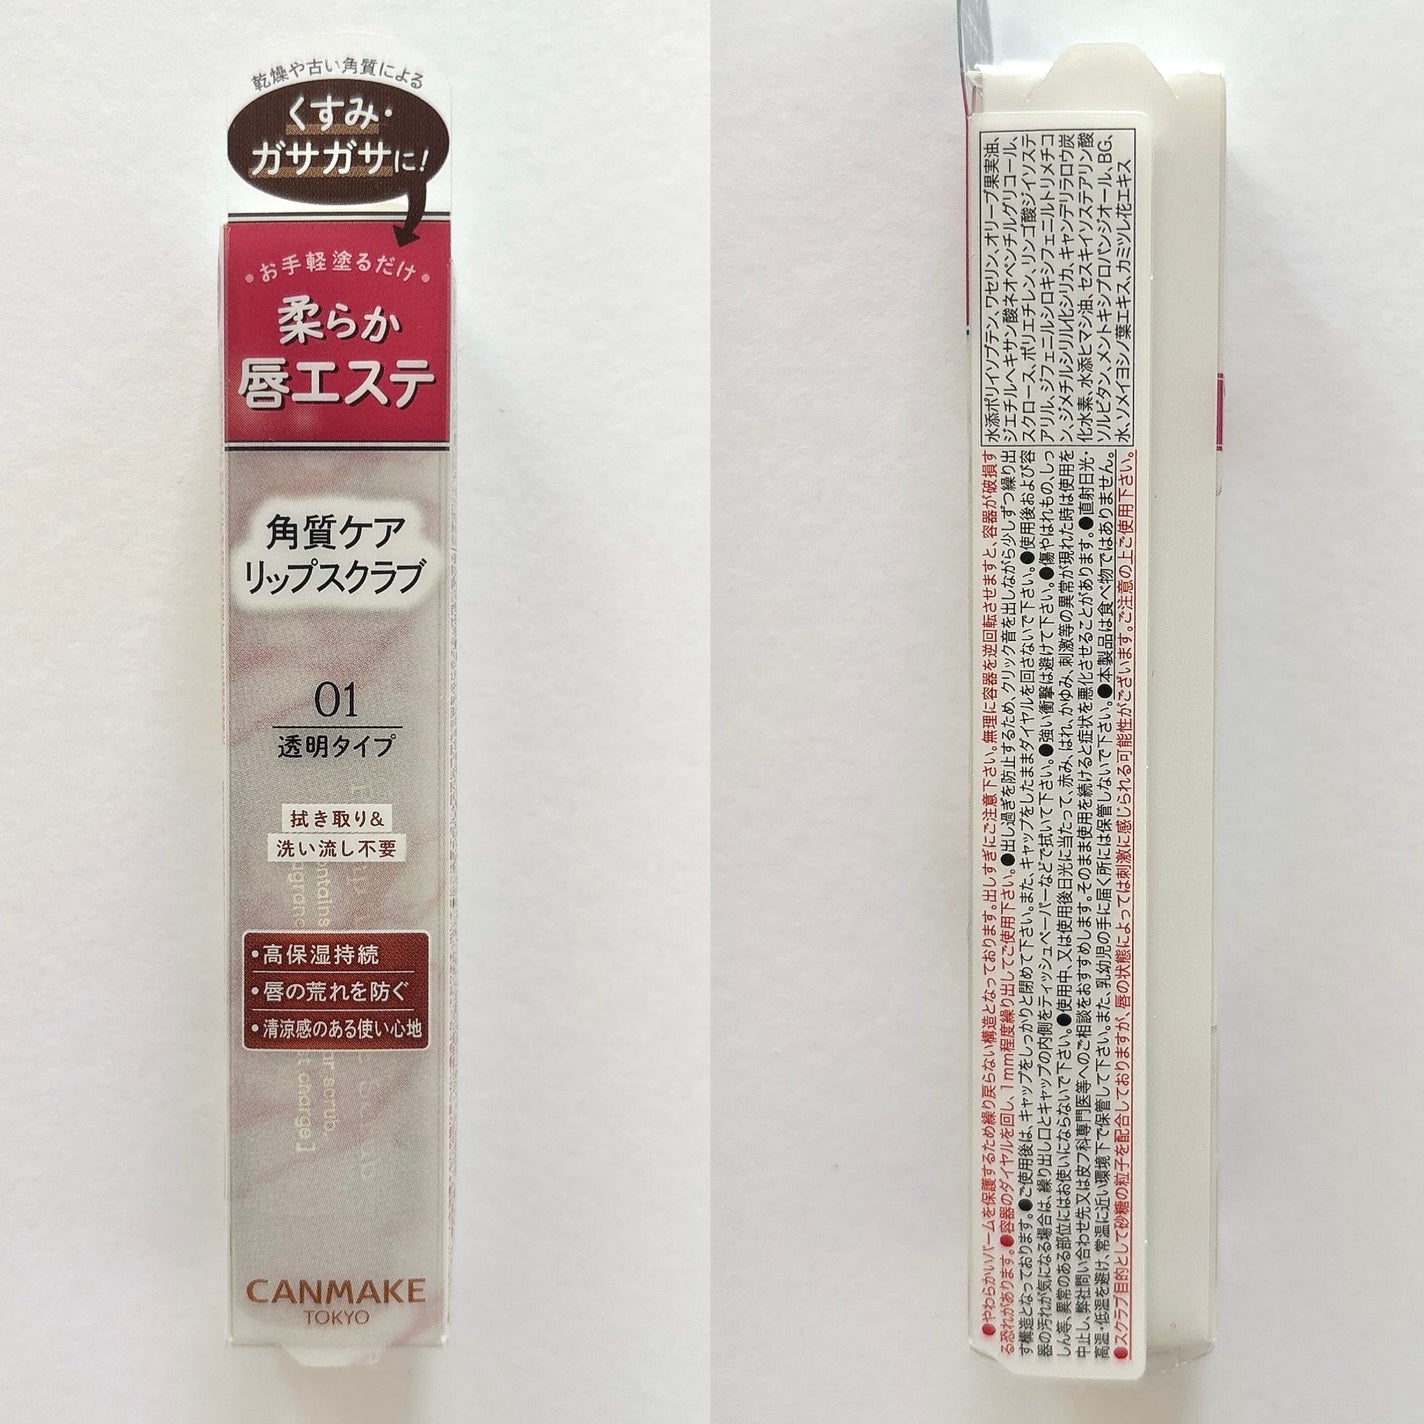 乾燥や古い角質による
くすみ・
ガサガサに!
・お手軽塗るだけ・
柔らか
唇エステ
角質ケア
リップスクラブ
01
透明タイプ
拭き取り&
洗い流し不要
・高保湿持続
・唇の荒れを防ぐ
・清涼感のある使い心地
CANMAKE
TOKYO
水添ポリイソブテン、ワセリン、オリーブ果実油、
ジエチルヘキサン酸ネオペンチルグリコール、
スクロース、ポリエチレン、リンゴ酸ジイソステ
アリル、ジフェニルシロキシフェニルトリメチコ
ン、ジメチルシリル化シリカ、キャンデリラロウ炭
化水素、水添ヒマシ油、セスキイソステアリン酸
ソルビタン、メントキシプロパンジオール、BG、
水、ソメイヨシノ葉エキス、カミツレ花エキス
●やわらかいバームを保護するため繰り戻らない構造となっております。出しすぎにご注意下さい。無理に容器を逆回転させますと、容器が破損す
る恐れがあります。●容器のダイヤルを回し、1mm程度繰り出してご使用下さい。●出し過ぎを防止するため、クリック音を出しながら少しずつ繰り出
す構造となっております。●ご使用後は、キャップをしっかりと閉めて下さい。また、キャップをしたままダイヤルを回さないで下さい。●使用後および容
器の汚れが気になる場合は、繰り出し口とキャップの内側をティッシュペーパーなどで拭いて下さい。●強い衝撃は避けて下さい。●傷やはれもの、しっ
しん等、異常のある部位にはお使いにならないで下さい。●使用中、又は使用後日光に当たって、赤み、はれ、かゆみ、刺激等の異常が現れた時は使用を
中止し、弊社問い合わせ先又は皮フ科専門医等へのご相談をおすすめします。そのまま使用を続けると症状を悪化させることがあります。●直射日光・
高温・低温を避け、常温に近い環境下で保管して下さい。また、乳幼児の手に届く所には保管しないで下さい。●本製品は食べ物ではありません。
●スクラブ目的として砂糖の粒子を配合しておりますが、唇の状態によっては刺激に感じられる可能性がございます。ご注意の上ご使用下さい。